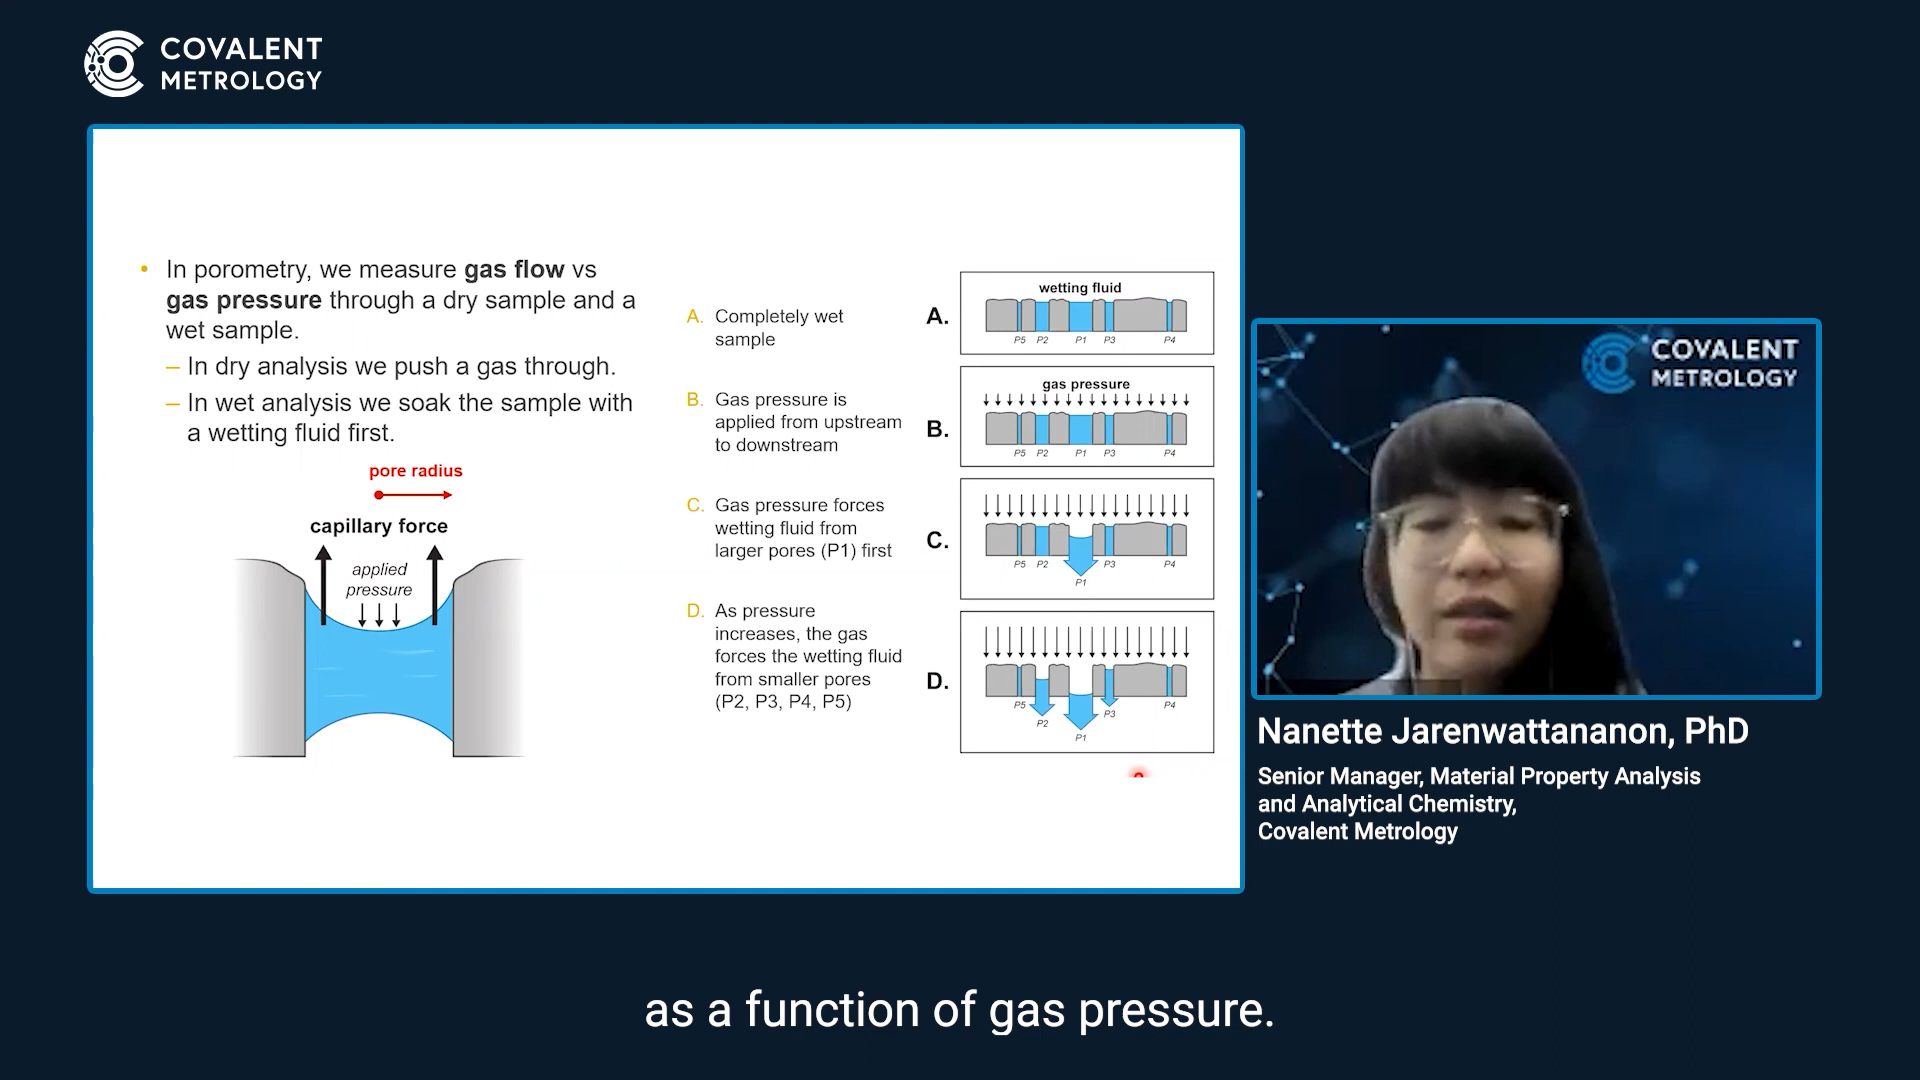 COVALENT
METROLOGY
• In porometry, we measure gas flow vs
gas pressure through a dry sample and a
wet sample.
– In dry analysis we push a gas through.
– In wet analysis we soak the sample with
a wetting fluid first.
pore radius
capillary force
applied
pressure
A. Completely wet
sample
B. Gas pressure is
applied from upstream
to downstream
C. Gas pressure forces
wetting fluid from
larger pores (P1) first
D. As pressure
increases, the gas
forces the wetting fluid
from smaller pores
(P2, P3, P4, P5)
A.
wetting fluid
P5 P2 P1 P3 P4
B.
gas pressure
P5 P2 P1 P3 P4
C.
P5 P2 P3 P4
P1
D.
P5 P4
P3
P2
P1
COVALENT
METROLOGY
Nanette Jarenwattananon, PhD
Senior Manager, Material Property Analysis
and Analytical Chemistry,
Covalent Metrology
as a function of gas pressure.